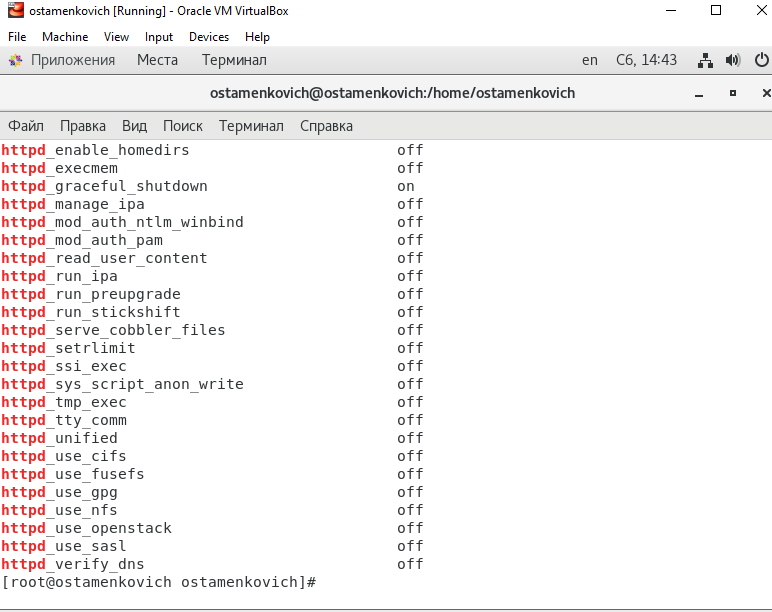 ostamenkovich [Running] - Oracle VM VirtualBox
File Machine View Input Devices Help
Приложения Места Терминал en Сб, 14:43
ostamenkovich@ostamenkovich:/home/ostamenkovich
Файл Правка Вид Поиск Терминал Справка
httpd_enable_homedirs off
httpd_execmem off
httpd_graceful_shutdown on
httpd_manage_ipa off
httpd_mod_auth_ntlm_winbind off
httpd_mod_auth_pam off
httpd_read_user_content off
httpd_run_ipa off
httpd_run_preupgrade off
httpd_run_stickshift off
httpd_serve_cobbler_files off
httpd_setrlimit off
httpd_ssi_exec off
httpd_sys_script_anon_write off
httpd_tmp_exec off
httpd_tty_comm off
httpd_unified off
httpd_use_cifs off
httpd_use_fusefs off
httpd_use_gpg off
httpd_use_nfs off
httpd_use_openstack off
httpd_use_sasl off
httpd_verify_dns off
[root@ostamenkovich ostamenkovich]#